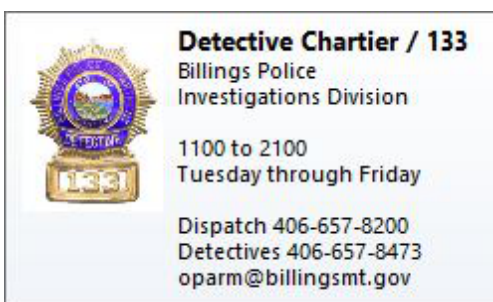 Detective Chartier / 133
Billings Police
Investigations Division
1100 to 2100
Tuesday through Friday
Dispatch 406-657-8200
Detectives 406-657-8473
oparm@billingsmt.gov
DETECTIVE
133